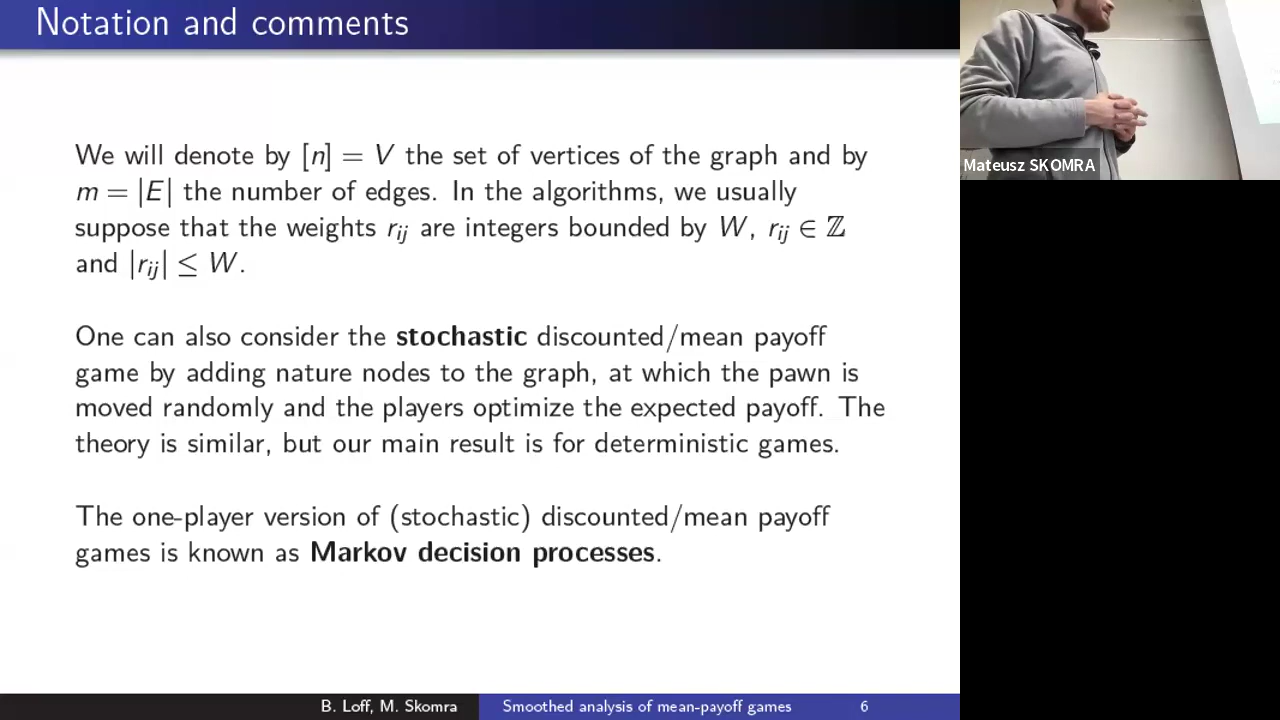 Notation and comments
We will denote by [n] = V the set of vertices of the graph and by
m = |E| the number of edges. In the algorithms, we usually
suppose that the weights r_ij are integers bounded by W, r_ij ∈ ℤ
and |r_ij| ≤ W.
One can also consider the stochastic discounted/mean payoff
game by adding nature nodes to the graph, at which the pawn is
moved randomly and the players optimize the expected payoff. The
theory is similar, but our main result is for deterministic games.
The one-player version of (stochastic) discounted/mean payoff
games is known as Markov decision processes.
B. Loff, M. Skomra Smoothed analysis of mean-payoff games 6
Mateusz SKOMRA